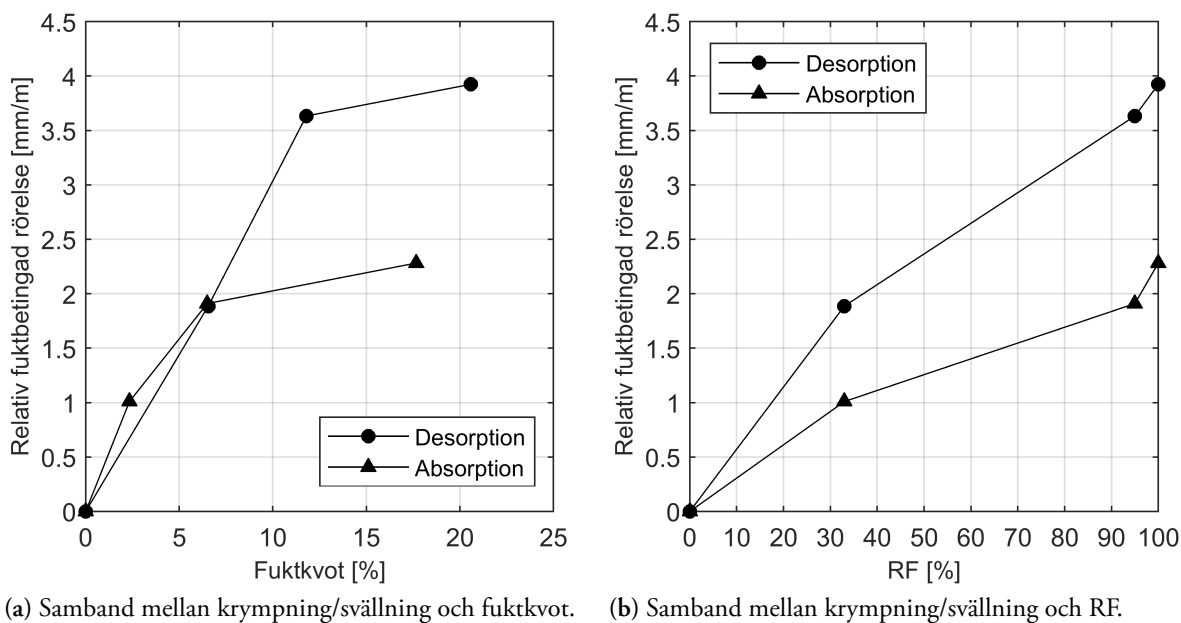 4.5
4
3.5
3
2.5
2
1.5
1
0.5
0
0 5 10 15 20 25
Relativ fuktbetingad rörelse [mm/m]
Fuktkvot [%]
Desorption
Absorption
(a) Samband mellan krympning/svällning och fuktkvot.
4.5
4
3.5
3
2.5
2
1.5
1
0.5
0
0 10 20 30 40 50 60 70 80 90 100
Relativ fuktbetingad rörelse [mm/m]
RF [%]
Desorption
Absorption
(b) Samband mellan krympning/svällning och RF.